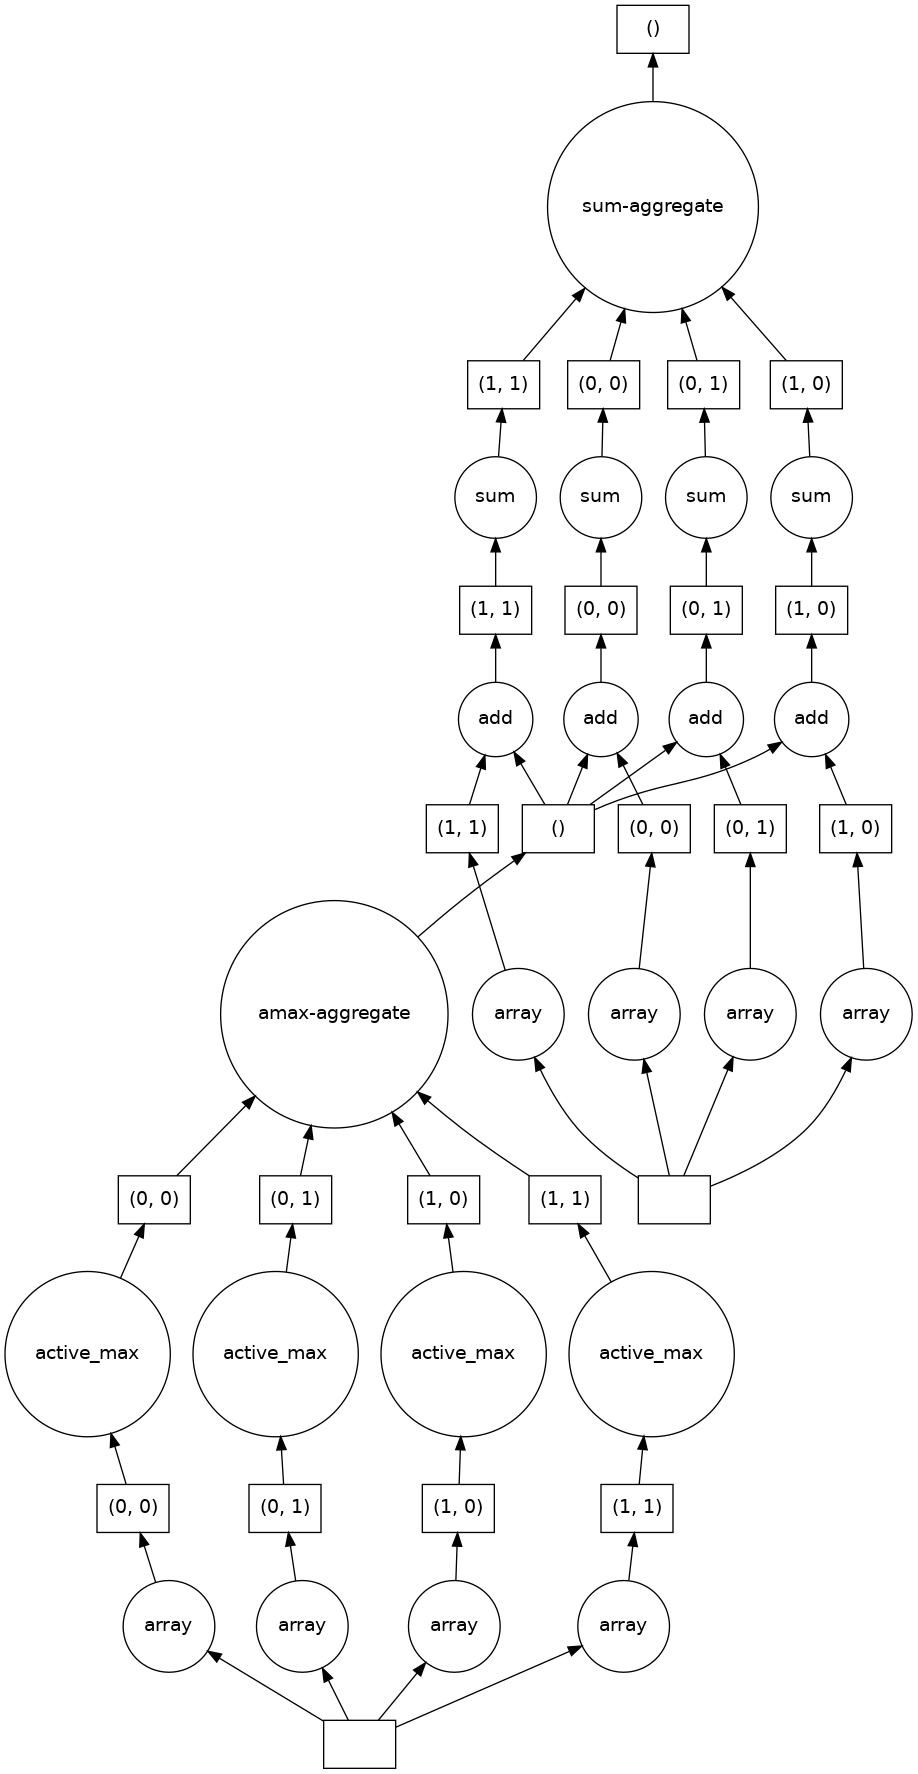 ()
sum-aggregate
(1, 1)
(0, 0)
(0, 1)
(1, 0)
sum
sum
sum
sum
(1, 1)
(0, 0)
(0, 1)
(1, 0)
add
add
add
add
(1, 1)
()
(0, 0)
(0, 1)
(1, 0)
amax-aggregate
array
array
array
array
(0, 0)
(0, 1)
(1, 0)
(1, 1)
active_max
active_max
active_max
active_max
(0, 0)
(0, 1)
(1, 0)
(1, 1)
array
array
array
array